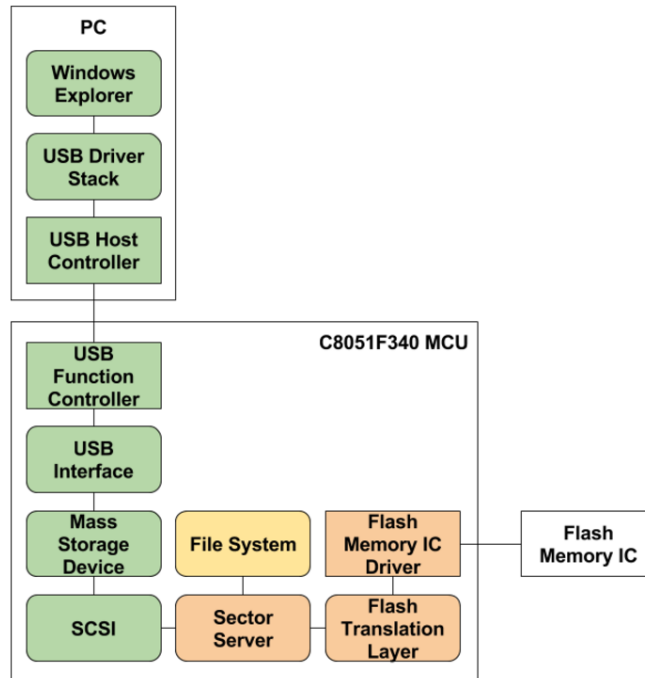 PC
Windows
Explorer
USB Driver
Stack
USB Host
Controller
C8051F340 MCU
USB
Function
Controller
USB
Interface
Mass
Storage
Device
File System
Flash
Memory IC
Driver
Flash
Memory IC
SCSI
Sector
Server
Flash
Translation
Layer